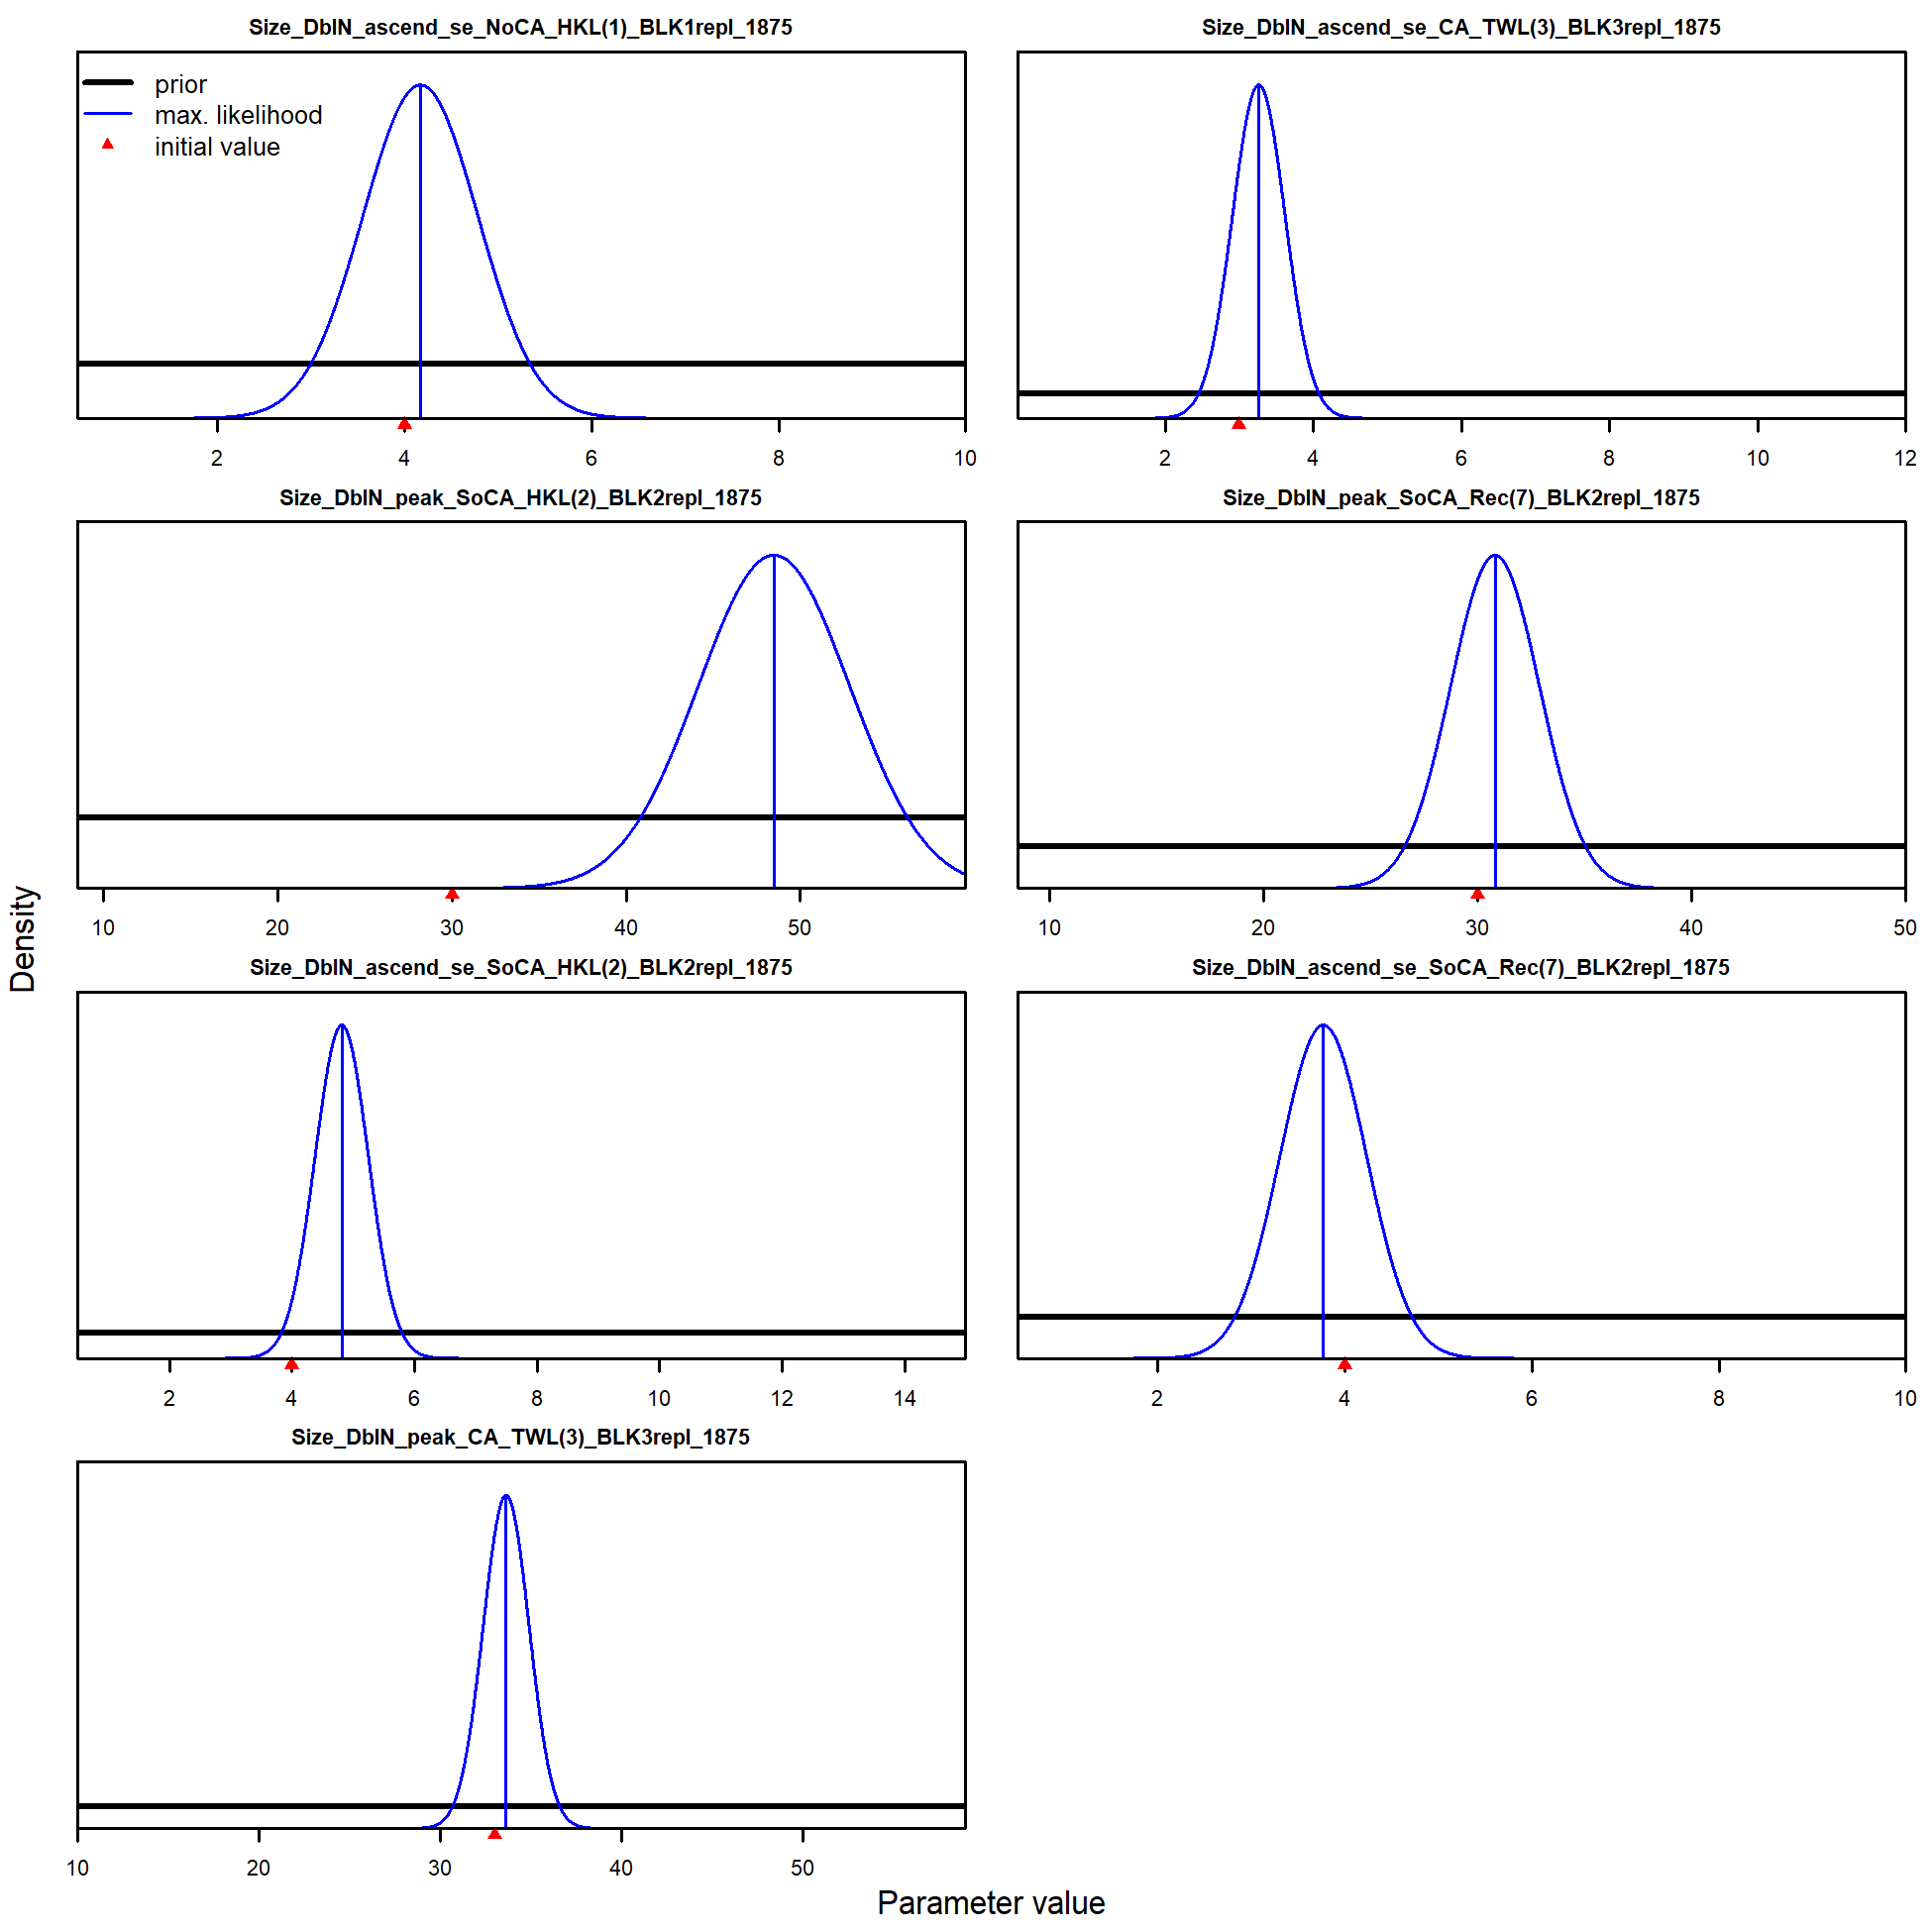 Size_DblN_ascend_se_NoCA_HKL(1)_BLK1repl_1875
prior
max. likelihood
initial value
2 4 6 8 10
Size_DblN_ascend_se_CA_TWL(3)_BLK3repl_1875
2 4 6 8 10 12
Size_DblN_peak_SoCA_HKL(2)_BLK2repl_1875
10 20 30 40 50
Size_DblN_peak_SoCA_Rec(7)_BLK2repl_1875
10 20 30 40 50
Density
Size_DblN_ascend_se_SoCA_HKL(2)_BLK2repl_1875
2 4 6 8 10 12 14
Size_DblN_ascend_se_SoCA_Rec(7)_BLK2repl_1875
2 4 6 8 10
Size_DblN_peak_CA_TWL(3)_BLK3repl_1875
10 20 30 40 50
Parameter value